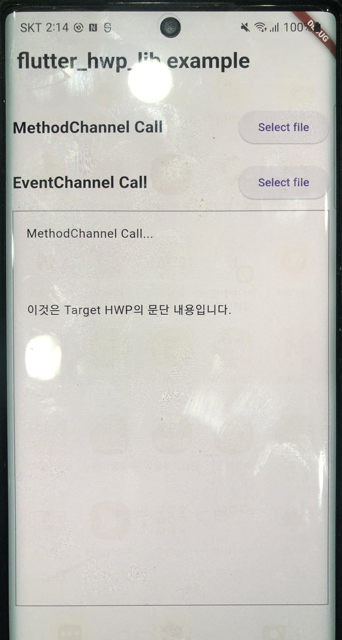 SKT 2:14
100%
flutter_hwp_lib example
MethodChannel Call
Select file
EventChannel Call
Select file
MethodChannel Call...
이것은 Target HWP의 문단 내용입니다.